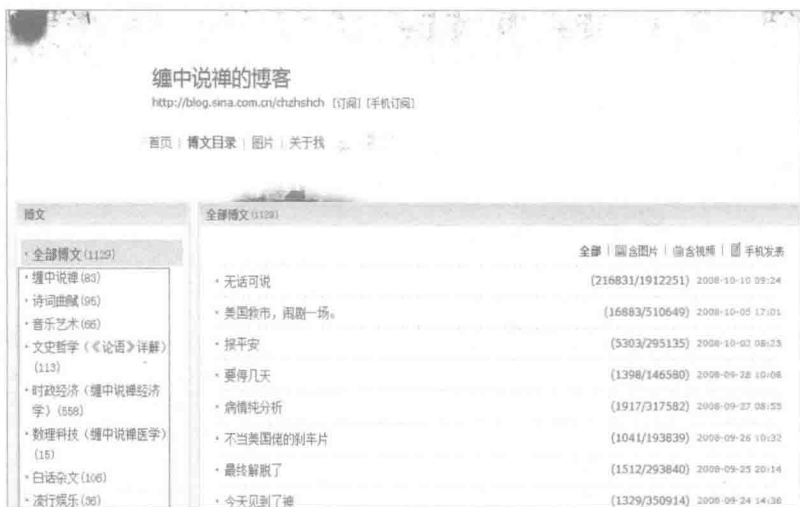 缠中说禅的博客
http://blog.sina.com.cn/chzhshch [订阅] [手机订阅]
首页 | 博文目录 | 图片 | 关于我
博文
·全部博文(1129)
·缠中说禅(83)
·诗词曲赋(95)
·音乐艺术(66)
·文史哲学(《论语》详解)
(113)
·时政经济(缠中说禅经济
学)(558)
·数理科技(缠中说禅医学)
(15)
·白话杂文(106)
·流行娱乐(36)
全部博文(1129)
全部 | 含图片 | 含视频 | 手机发表
·无话可说 (216831/1912251) 2008-10-10 09:24
·美国救市，闹剧一场。 (16883/510649) 2008-10-05 17:01
·报平安 (5303/295135) 2008-10-02 08:25
·要停几天 (1398/146580) 2008-09-28 10:08
·病情纯分析 (1917/317582) 2008-09-27 08:55
·不当美国佬的刹车片 (1041/193839) 2008-09-26 10:32
·最终解脱了 (1512/293840) 2008-09-25 20:14
·今天见到了神 (1329/350914) 2008-09-24 14:36